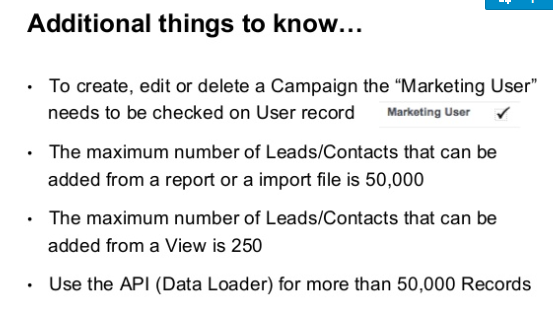 Additional things to know...
• To create, edit or delete a Campaign the “Marketing User”
needs to be checked on User record Marketing User ✓
• The maximum number of Leads/Contacts that can be
added from a report or a import file is 50,000
• The maximum number of Leads/Contacts that can be
added from a View is 250
• Use the API (Data Loader) for more than 50,000 Records